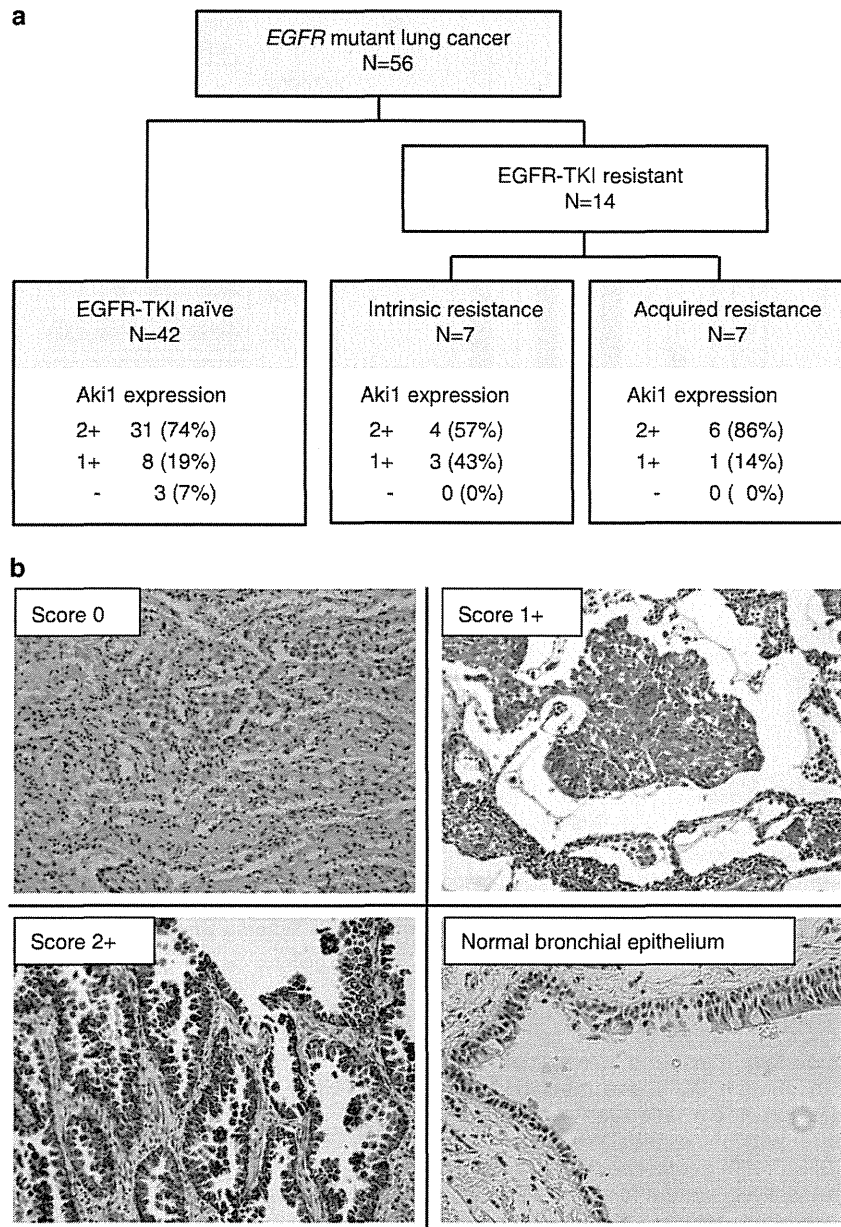 a
EGFR mutant lung cancer
N=56
EGFR-TKI resistant
N=14
EGFR-TKI naïve
N=42
Aki1 expression
2+ 31 (74%)
1+ 8 (19%)
- 3 (7%)
Intrinsic resistance
N=7
Aki1 expression
2+ 4 (57%)
1+ 3 (43%)
- 0 (0%)
Acquired resistance
N=7
Aki1 expression
2+ 6 (86%)
1+ 1 (14%)
- 0 ( 0%)
b
Score 0
Score 1+
Score 2+
Normal bronchial epithelium